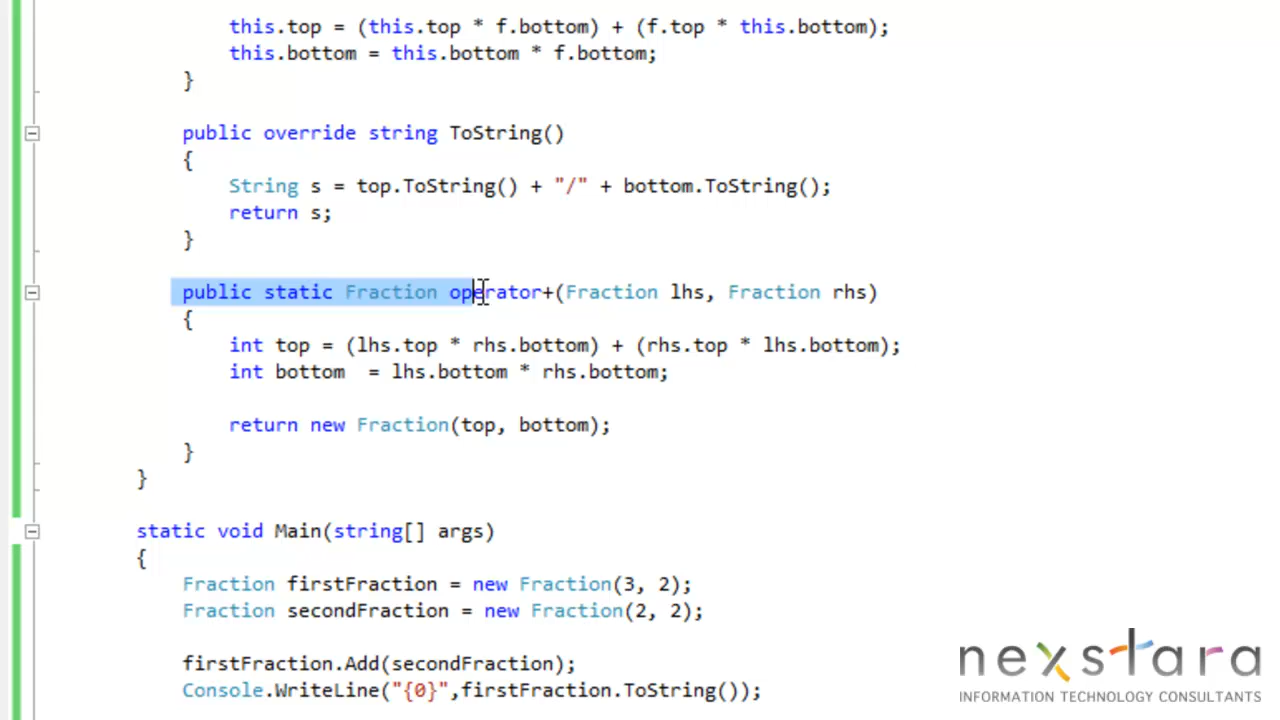 this.top = (this.top * f.bottom) + (f.top * this.bottom);
this.bottom = this.bottom * f.bottom;
}
public override string ToString()
{
String s = top.ToString() + "/" + bottom.ToString();
return s;
}
public static Fraction operator+(Fraction lhs, Fraction rhs)
{
int top = (lhs.top * rhs.bottom) + (rhs.top * lhs.bottom);
int bottom  = lhs.bottom * rhs.bottom;
return new Fraction(top, bottom);
}
}
static void Main(string[] args)
{
Fraction firstFraction = new Fraction(3, 2);
Fraction secondFraction = new Fraction(2, 2);
firstFraction.Add(secondFraction);
Console.WriteLine("{0}",firstFraction.ToString());
nexstara
INFORMATION TECHNOLOGY CONSULTANTS